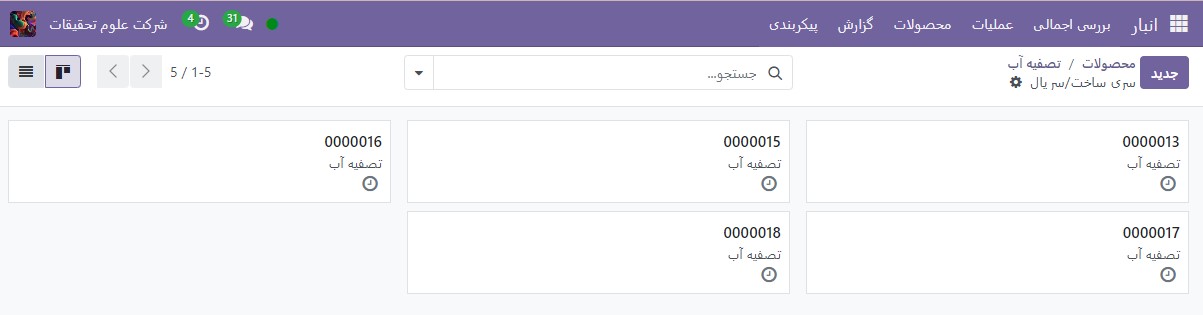 انبار بررسی اجمالی عملیات محصولات گزارش پیکربندی 31 4 شرکت علوم تحقیقات
جدید محصولات / تصفیه آب
سری ساخت/سریال
جستجو...
1-5 / 5
0000013
تصفیه آب
0000015
تصفیه آب
0000016
تصفیه آب
0000017
تصفیه آب
0000018
تصفیه آب